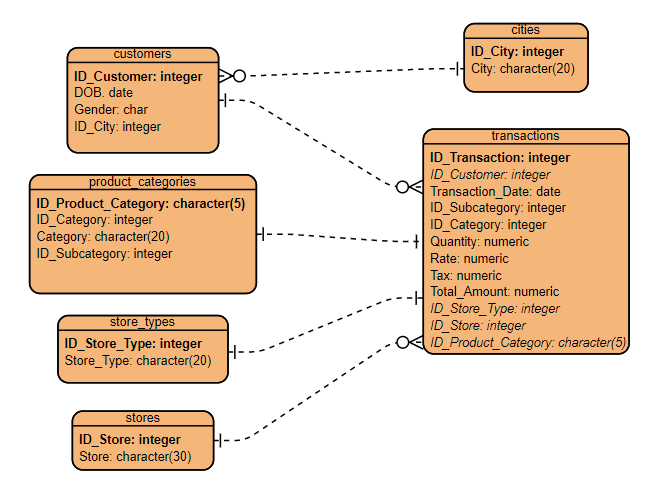 customers
ID_Customer: integer
DOB. date
Gender: char
ID_City: integer
cities
ID_City: integer
City: character(20)
transactions
ID_Transaction: integer
ID_Customer: integer
Transaction_Date: date
ID_Subcategory: integer
ID_Category: integer
Quantity: numeric
Rate: numeric
Tax: numeric
Total_Amount: numeric
ID_Store_Type: integer
ID_Store: integer
ID_Product_Category: character(5)
product_categories
ID_Product_Category: character(5)
ID_Category: integer
Category: character(20)
ID_Subcategory: integer
store_types
ID_Store_Type: integer
Store_Type: character(20)
stores
ID_Store: integer
Store: character(30)